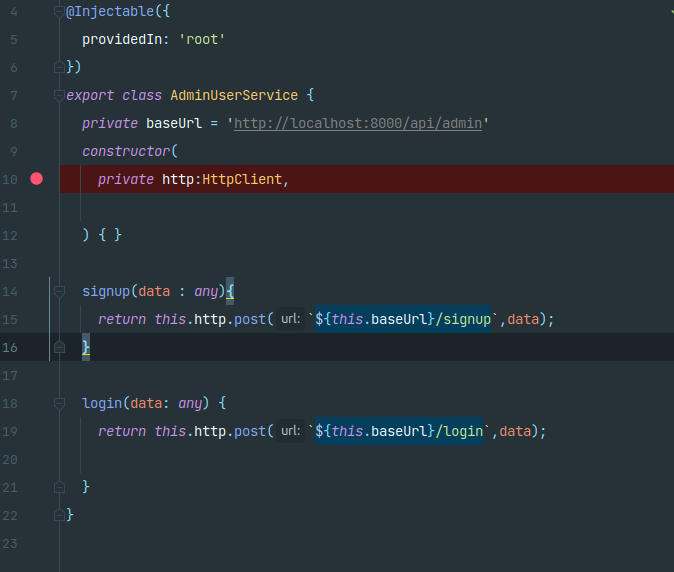 4 @Injectable({
5 providedIn: 'root'
6 })
7 export class AdminUserService {
8 private baseUrl = 'http://localhost:8000/api/admin'
9 constructor(
10 private http:HttpClient,
11
12 ) { }
13
14 signup(data : any){
15 return this.http.post( url: `${this.baseUrl}/signup`,data);
16 }
17
18 login(data: any) {
19 return this.http.post( url: `${this.baseUrl}/login`,data);
20
21 }
22 }
23